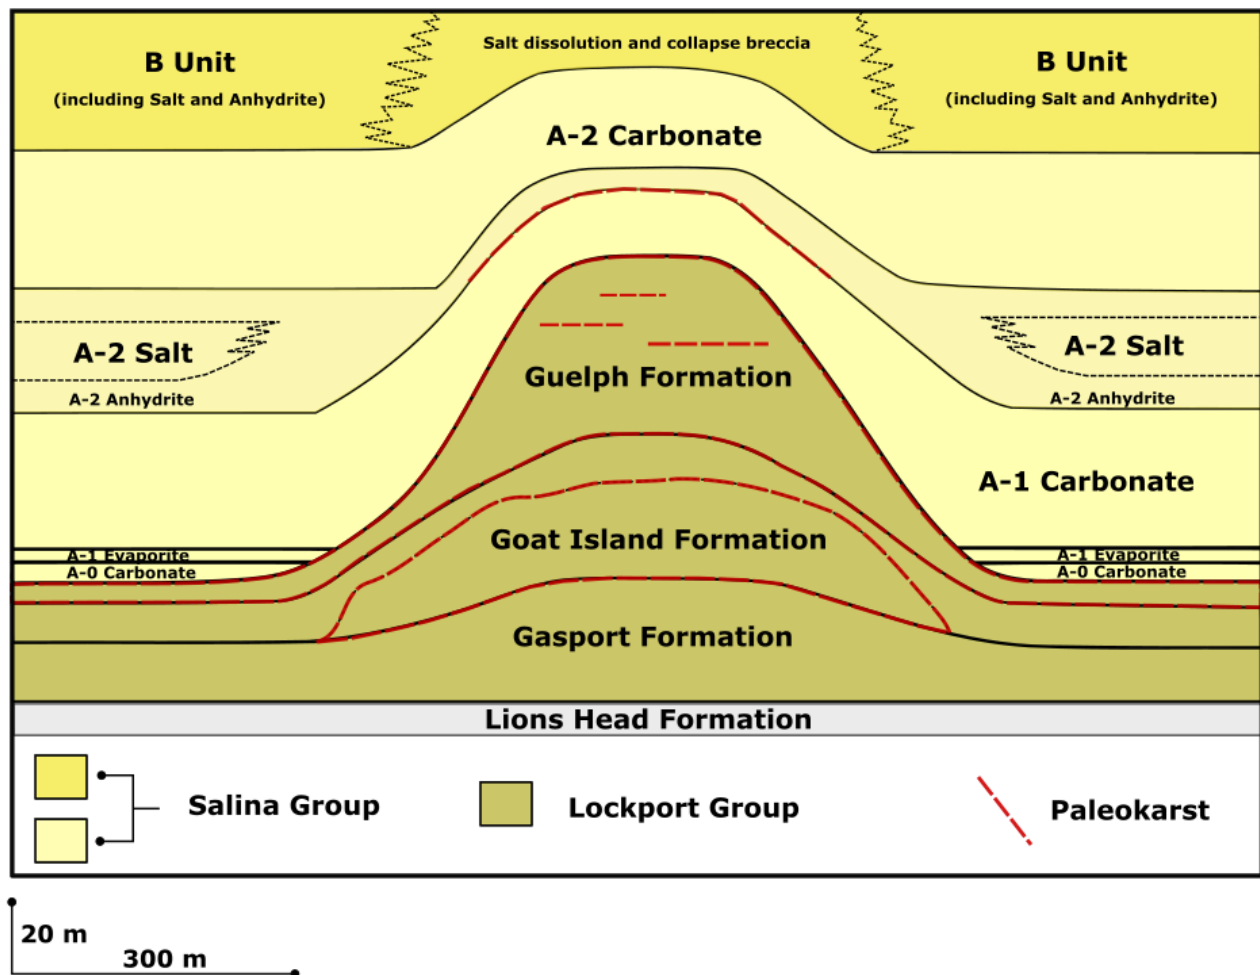 Salt dissolution and collapse breccia
B Unit
(including Salt and Anhydrite)
B Unit
(including Salt and Anhydrite)
A-2 Carbonate
A-2 Salt
A-2 Salt
A-2 Anhydrite
A-2 Anhydrite
Guelph Formation
A-1 Carbonate
Goat Island Formation
A-1 Evaporite
A-1 Evaporite
A-0 Carbonate
A-0 Carbonate
Gasport Formation
Lions Head Formation
Salina Group
Lockport Group
Paleokarst
20 m
300 m